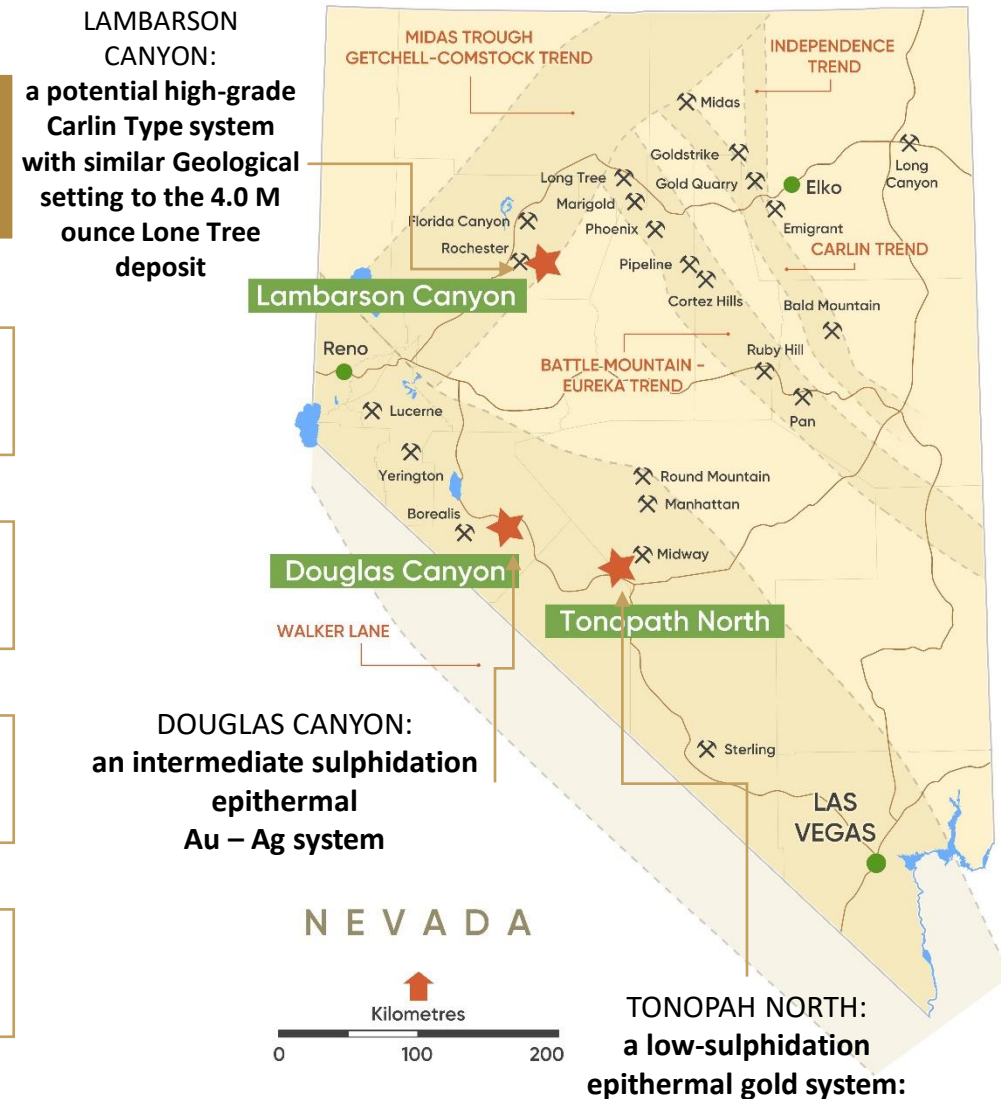 LAMBARSON
CANYON:
a potential high-grade
Carlin Type system
with similar Geological
setting to the 4.0 M
ounce Lone Tree
deposit
MIDAS TROUGH
GETCHELL-COMSTOCK TREND
INDEPENDENCE
TREND
Midas
Goldstrike
Long
Canyon
Long Tree
Gold Quarry
Elko
Marigold
Florida Canyon
Phoenix
Emigrant
Rochester
CARLIN TREND
Pipeline
Cortez Hills
Lambarson Canyon
Bald Mountain
Reno
Ruby Hill
BATTLE MOUNTAIN -
EUREKA TREND
Pan
Lucerne
Yerington
Round Mountain
Manhattan
Borealis
Midway
Douglas Canyon
Tonopath North
WALKER LANE
DOUGLAS CANYON:
an intermediate sulphidation
epithermal
Au – Ag system
Sterling
LAS
VEGAS
NEVADA
Kilometres
0 100 200
TONOPAH NORTH:
a low-sulphidation
epithermal gold system: